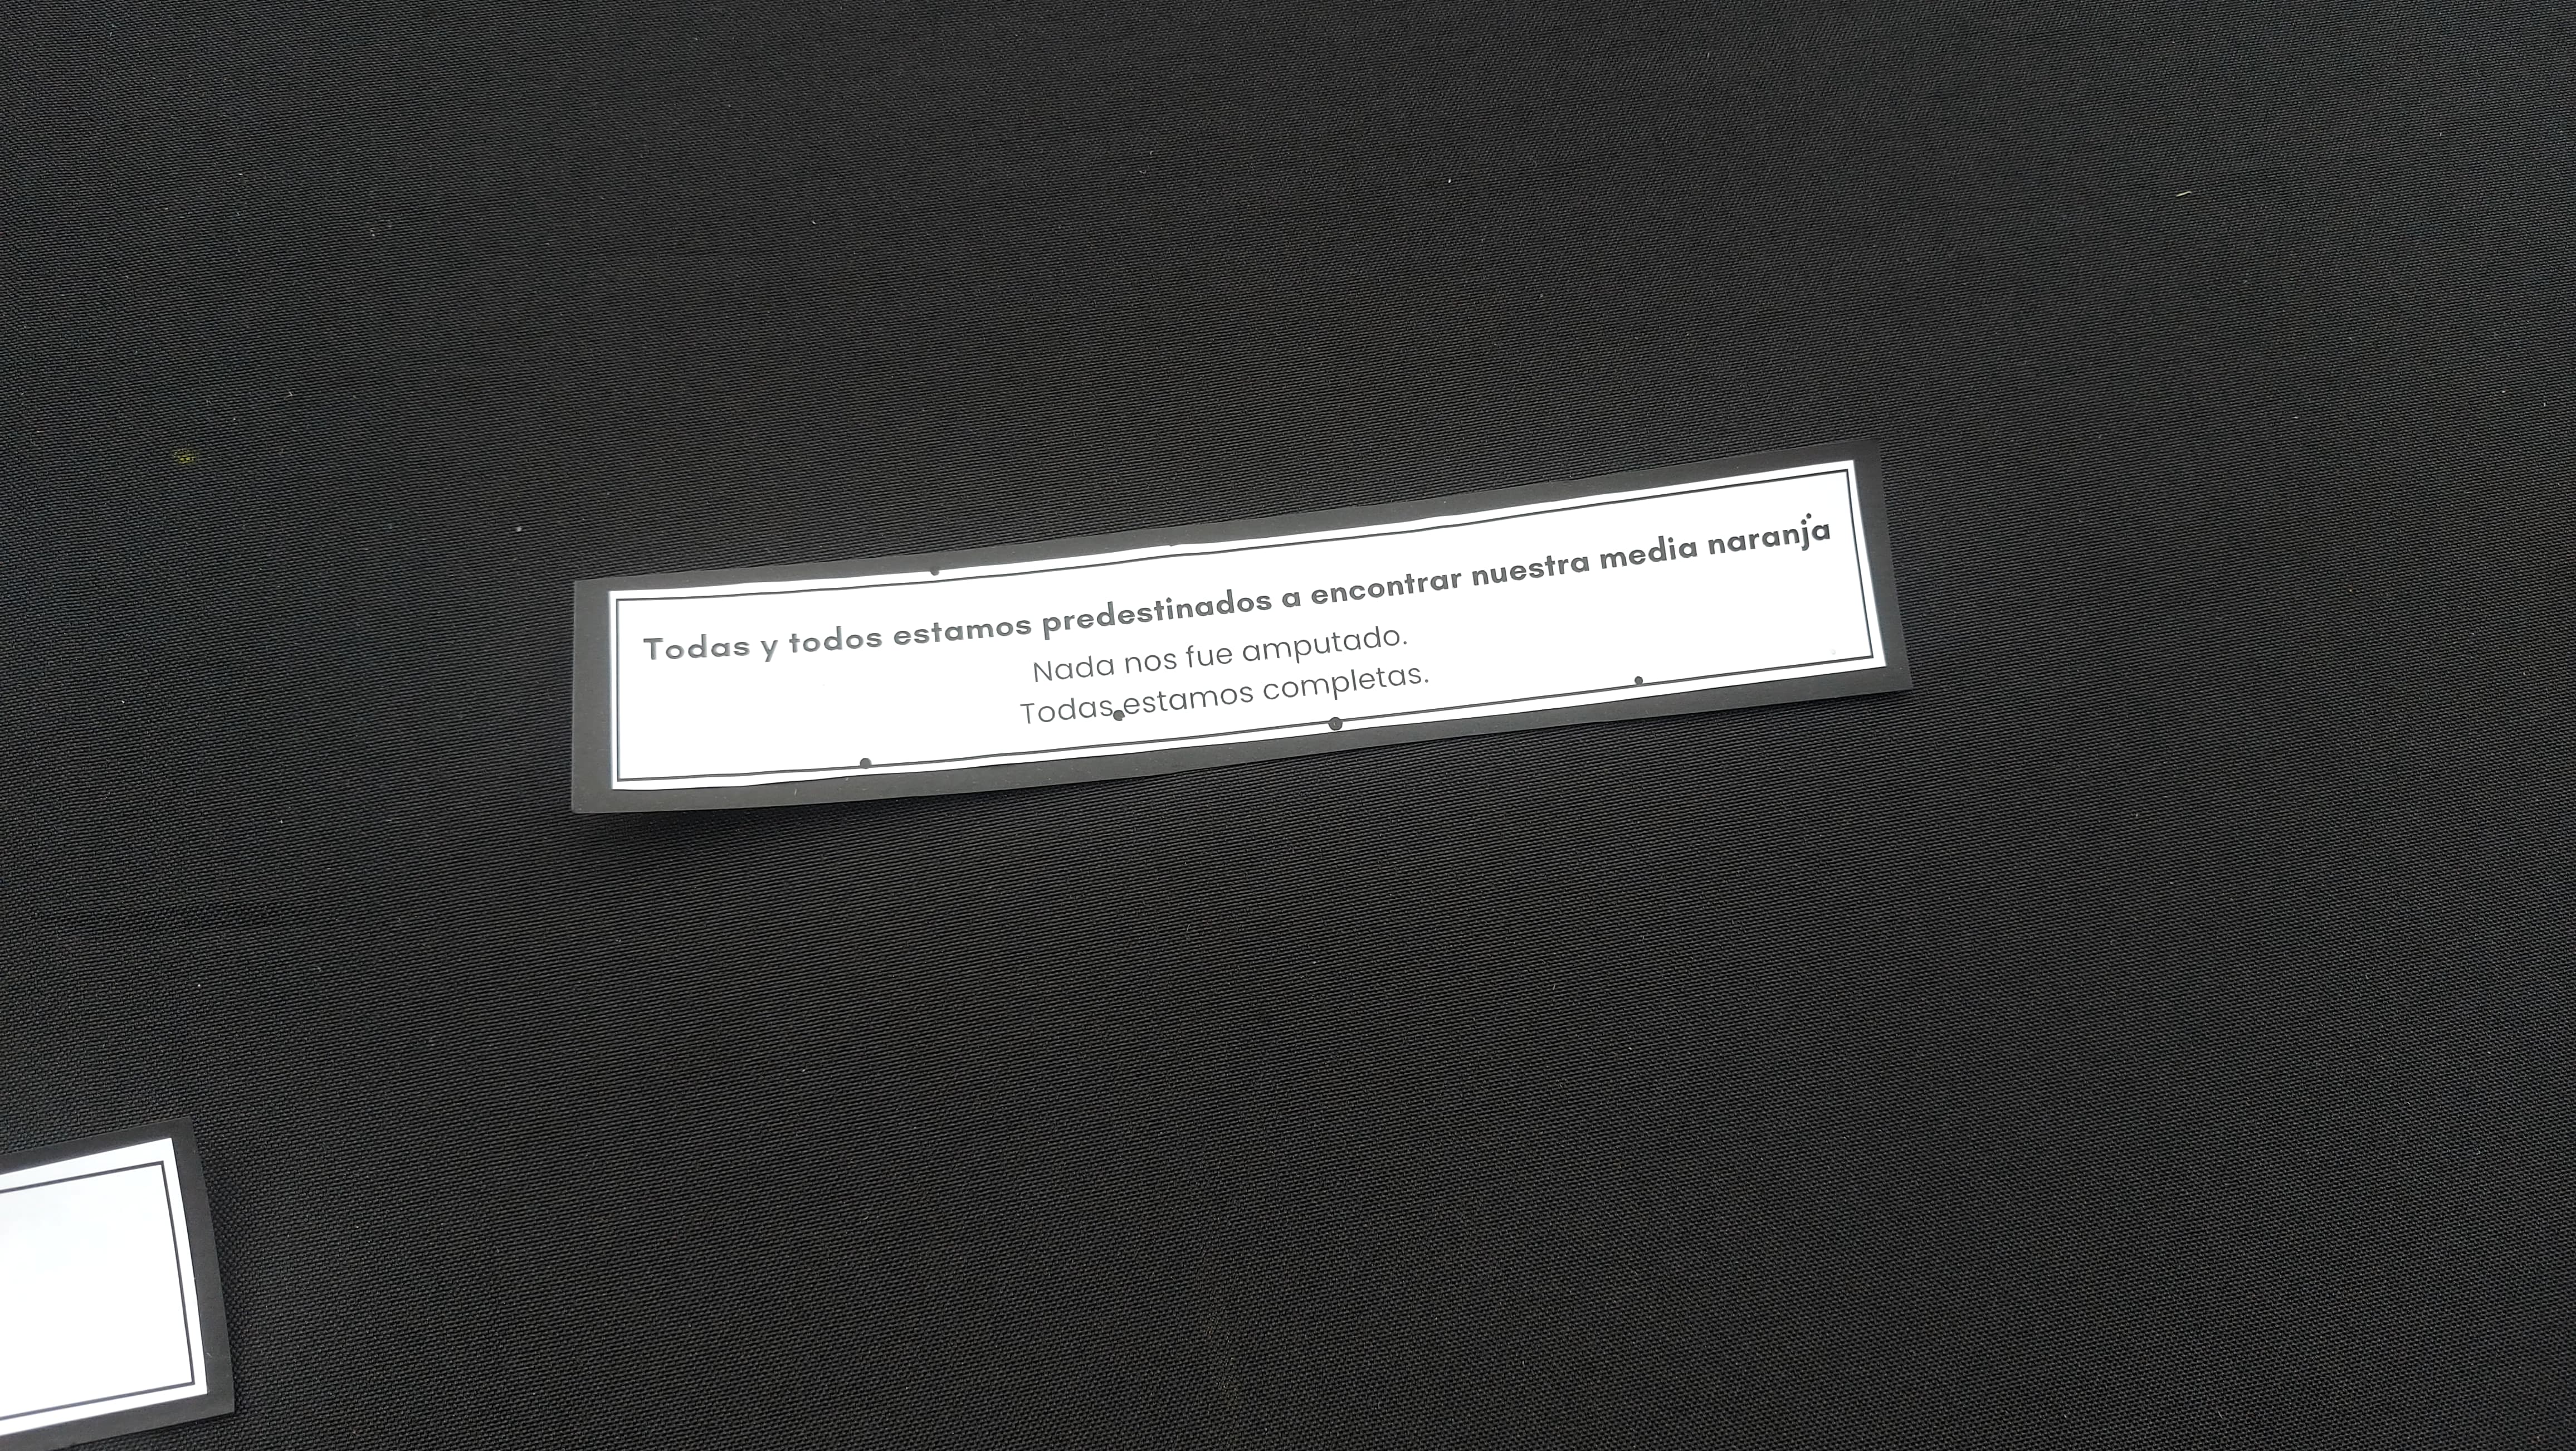 Todas y todos estamos predestinados a encontrar nuestra media naranja
Nada nos fue amputado.
Todas estamos completas.